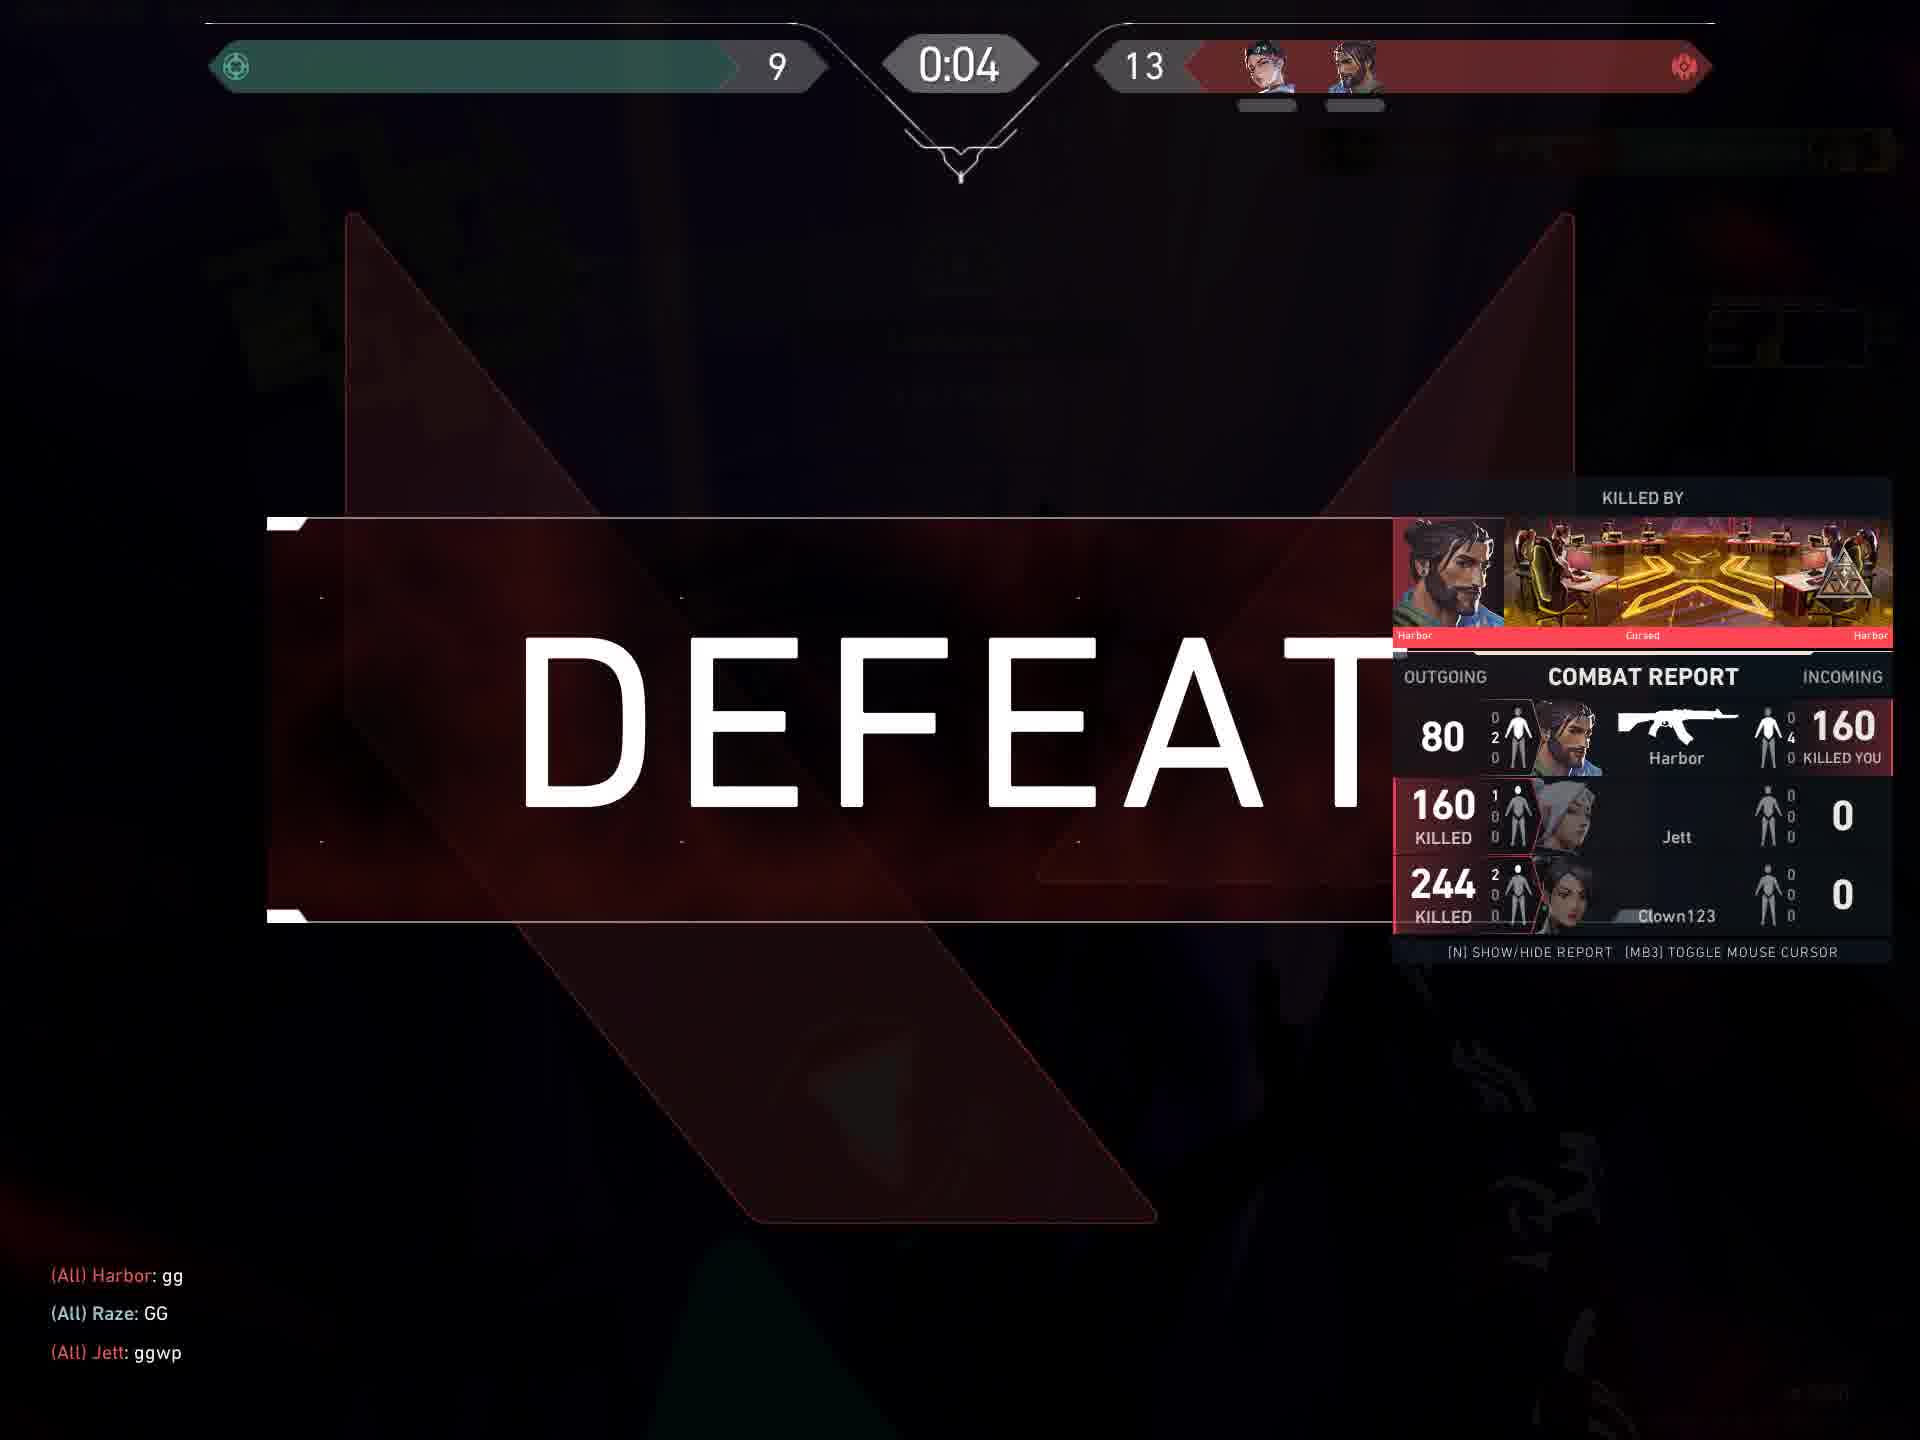 9
0:04
13
KILLED BY
Harbor
Cursed
Harbor
DEFEAT
OUTGOING
COMBAT REPORT
INCOMING
80
0
2
0
Harbor
0
4
0
160
KILLED YOU
160
KILLED
1
0
0
Jett
0
0
0
0
244
KILLED
2
0
0
Clown123
0
0
0
0
[N] SHOW/HIDE REPORT [MB3] TOGGLE MOUSE CURSOR
(All) Harbor: gg
(All) Raze: GG
(All) Jett: ggwp